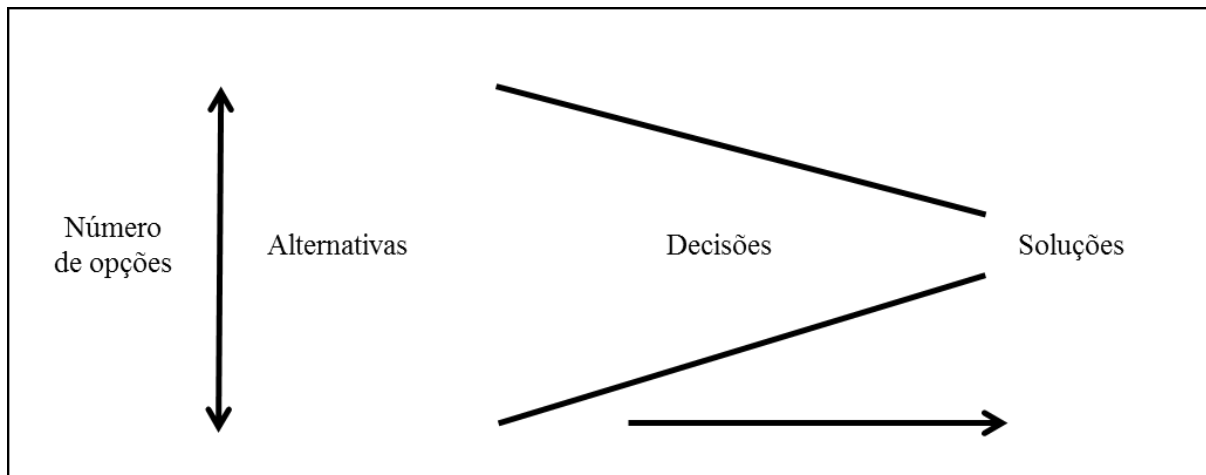 Número
de opções
Alternativas
Decisões
Soluções